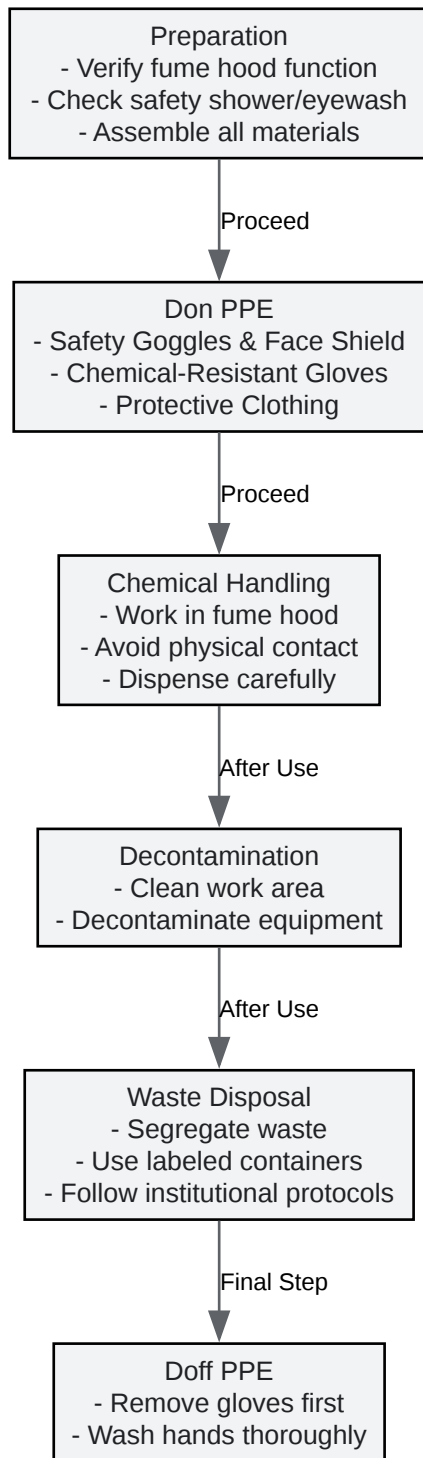 Preparation
- Verify fume hood function
- Check safety shower/eyewash
- Assemble all materials
Proceed
Don PPE
- Safety Goggles & Face Shield
- Chemical-Resistant Gloves
- Protective Clothing
Proceed
Chemical Handling
- Work in fume hood
- Avoid physical contact
- Dispense carefully
After Use
Decontamination
- Clean work area
- Decontaminate equipment
After Use
Waste Disposal
- Segregate waste
- Use labeled containers
- Follow institutional protocols
Final Step
Doff PPE
- Remove gloves first
- Wash hands thoroughly